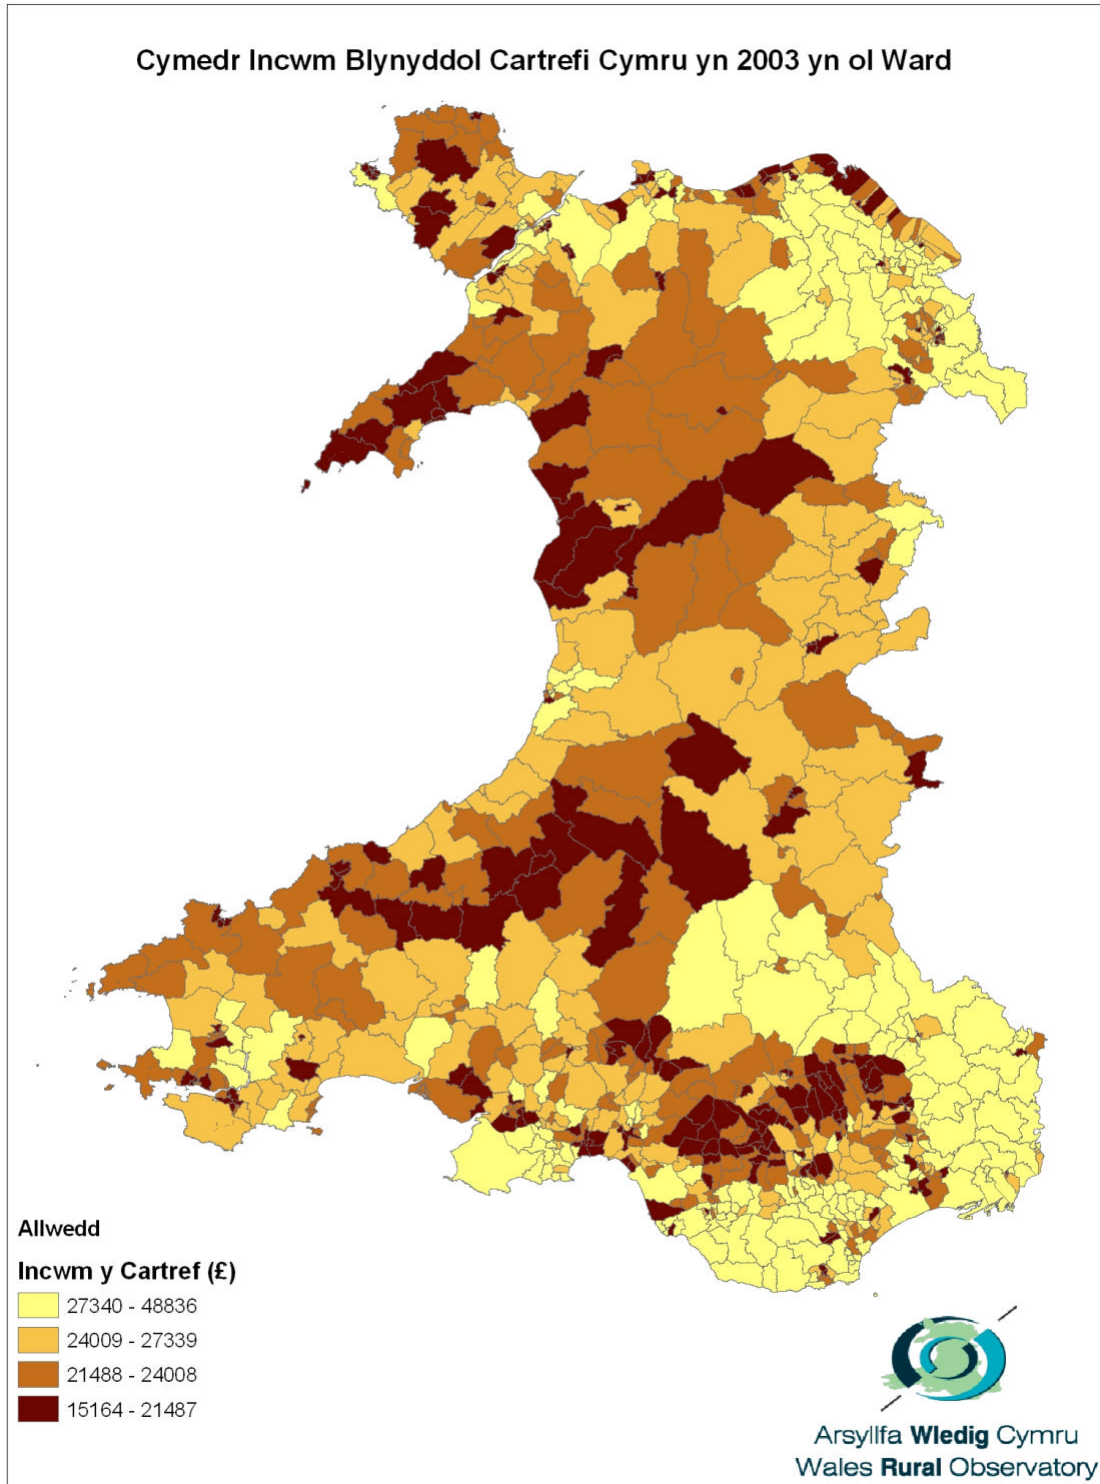 Cymedr Incwm Blynyddol Cartrefi Cymru yn 2003 yn ol Ward
Allwedd
Incwm y Cartref (£)
27340 - 48836
24009 - 27339
21488 - 24008
15164 - 21487
Arsyllfa Wledig Cymru
Wales Rural Observatory